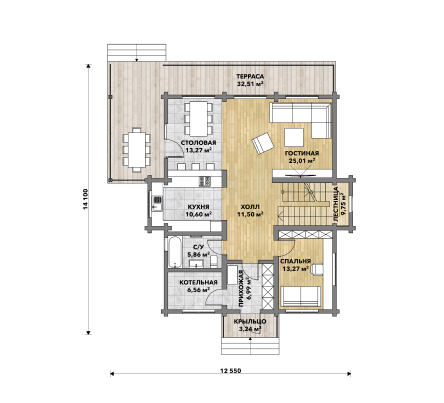 ТЕРРАСА
32,51 м²
СТОЛОВАЯ
13,27 м²
ГОСТИНАЯ
25,01 м²
КУХНЯ
10,60 м²
ХОЛЛ
11,50 м²
ЛЕСТНИЦА
9,75 м²
С/У
5,86 м²
СПАЛЬНЯ
13,27 м²
КОТЕЛЬНАЯ
6,56 м²
ПРИХОЖАЯ
6,99 м²
КРЫЛЬЦО
3,24 м²
14 100
12 550